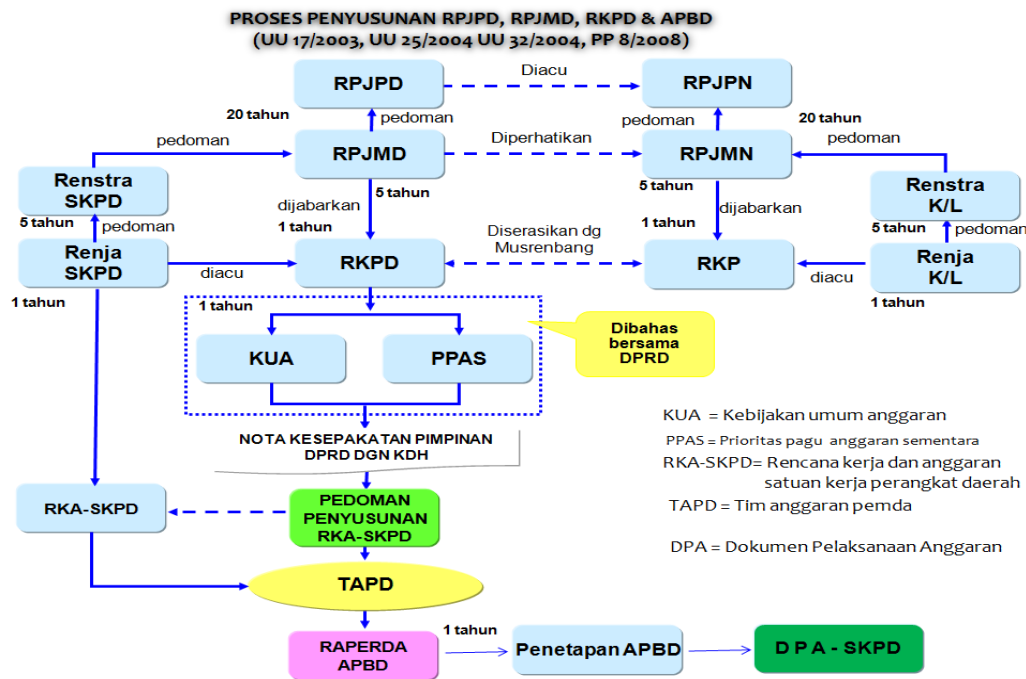 PROSES PENYUSUNAN RPJPD, RPJMD, RKPD & APBD
(UU 17/2003, UU 25/2004 UU 32/2004, PP 8/2008)
RPJPD
Diacu
RPJPN
20 tahun
pedoman
pedoman
20 tahun
pedoman
RPJMD
Diperhatikan
RPJMN
pedoman
Renstra
SKPD
5 tahun
5 tahun
Renstra
K/L
5 tahun
pedoman
dijabarkan
1 tahun
1 tahun
dijabarkan
5 tahun
pedoman
Renja
SKPD
diacu
RKPD
Diserasikan dg
Musrenbang
RKP
diacu
Renja
K/L
1 tahun
1 tahun
1 tahun
KUA
PPAS
Dibahas
bersama
DPRD
NOTA KESEPAKATAN PIMPINAN
DPRD DGN KDH
KUA = Kebijakan umum anggaran
PPAS = Prioritas pagu anggaran sementara
RKA-SKPD= Rencana kerja dan anggaran
satuan kerja perangkat daerah
TAPD = Tim anggaran pemda
DPA = Dokumen Pelaksanaan Anggaran
RKA-SKPD
PEDOMAN
PENYUSUNAN
RKA-SKPD
TAPD
RAPERDA
APBD
1 tahun
Penetapan APBD
D P A - SKPD